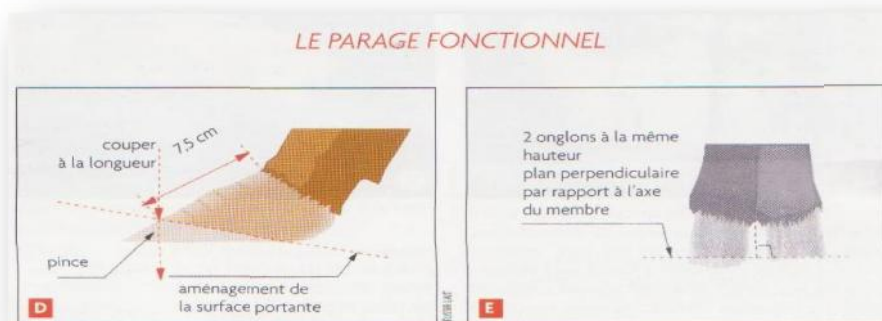 LE PARAGE FONCTIONNEL
couper
à la longueur
7,5 cm
pince
aménagement de
la surface portante
D
2 onglons à la même
hauteur
plan perpendiculaire
par rapport à l'axe
du membre
E